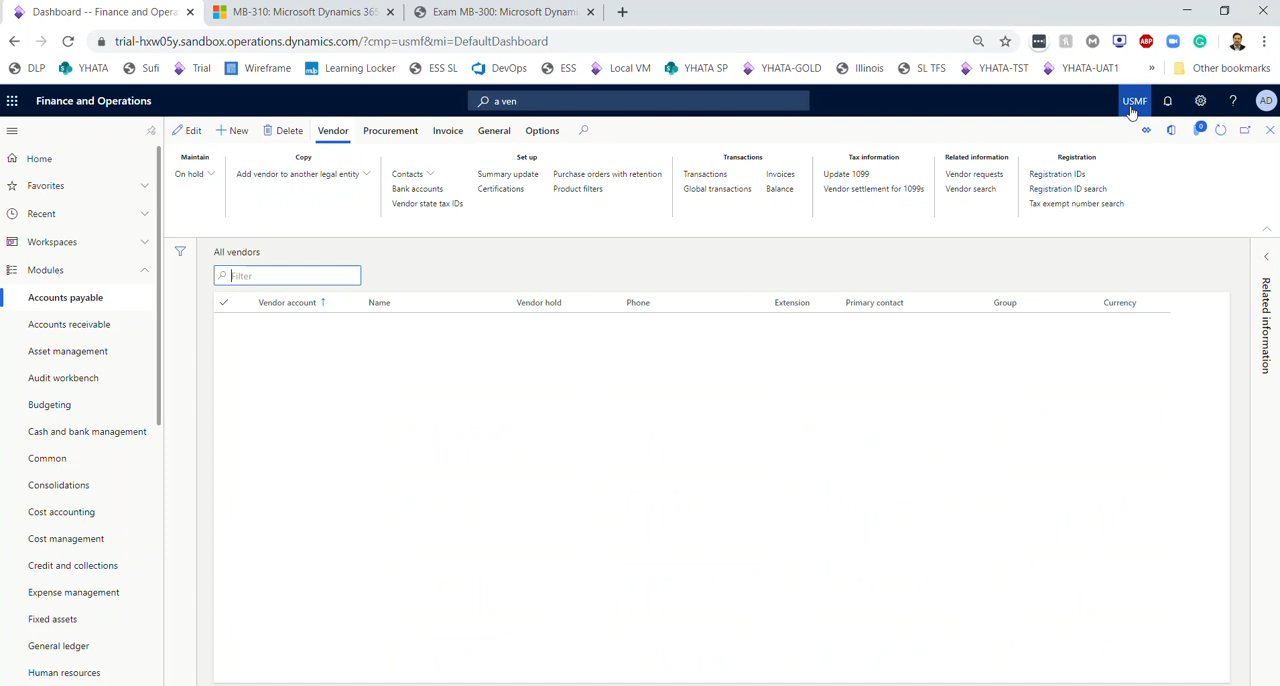 Dashboard -- Finance and Opera
MB-310: Microsoft Dynamics 365
Exam MB-300: Microsoft Dynami
trial-hxw05y.sandbox.operations.dynamics.com/?cmp=usmf&mi=DefaultDashboard
DLP YHATA Sufi Trial Wireframe Learning Locker ESS SL DevOps ESS Local VM YHATA SP YHATA-GOLD Illinois SL TFS YHATA-TST YHATA-UAT1 » Other bookmarks
Finance and Operations a ven USMF ? AD
Edit New Delete Vendor Procurement Invoice General Options 0
Maintain
On hold
Copy
Add vendor to another legal entity
Set up
Contacts Summary update Purchase orders with retention
Bank accounts Certifications Product filters
Vendor state tax IDs
Transactions
Transactions Invoices
Global transactions Balance
Tax information
Update 1099
Vendor settlement for 1099s
Related information
Vendor requests
Vendor search
Registration
Registration IDs
Registration ID search
Tax exempt number search
Home
Favorites
Recent
Workspaces
Modules
Accounts payable
Accounts receivable
Asset management
Audit workbench
Budgeting
Cash and bank management
Common
Consolidations
Cost accounting
Cost management
Credit and collections
Expense management
Fixed assets
General ledger
Human resources
All vendors
Filter
Vendor account ↑ Name Vendor hold Phone Extension Primary contact Group Currency
Related information